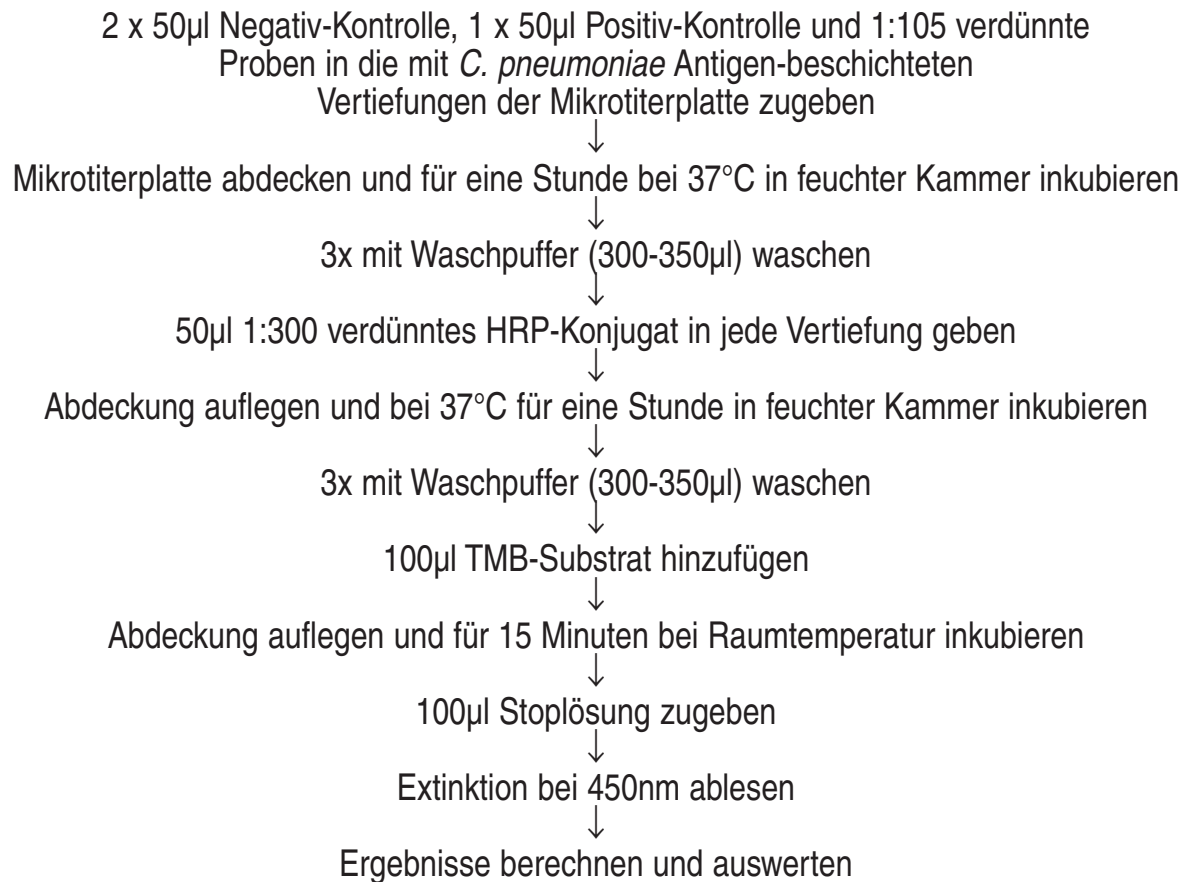 2 x 50µl Negativ-Kontrolle, 1 x 50µl Positiv-Kontrolle und 1:105 verdünnte
Proben in die mit C. pneumoniae Antigen-beschichteten
Vertiefungen der Mikrotiterplatte zugeben
↓
Mikrotiterplatte abdecken und für eine Stunde bei 37°C in feuchter Kammer inkubieren
↓
3x mit Waschpuffer (300-350µl) waschen
↓
50µl 1:300 verdünntes HRP-Konjugat in jede Vertiefung geben
↓
Abdeckung auflegen und bei 37°C für eine Stunde in feuchter Kammer inkubieren
↓
3x mit Waschpuffer (300-350µl) waschen
↓
100µl TMB-Substrat hinzufügen
↓
Abdeckung auflegen und für 15 Minuten bei Raumtemperatur inkubieren
↓
100µl Stoplösung zugeben
↓
Extinktion bei 450nm ablesen
↓
Ergebnisse berechnen und auswerten